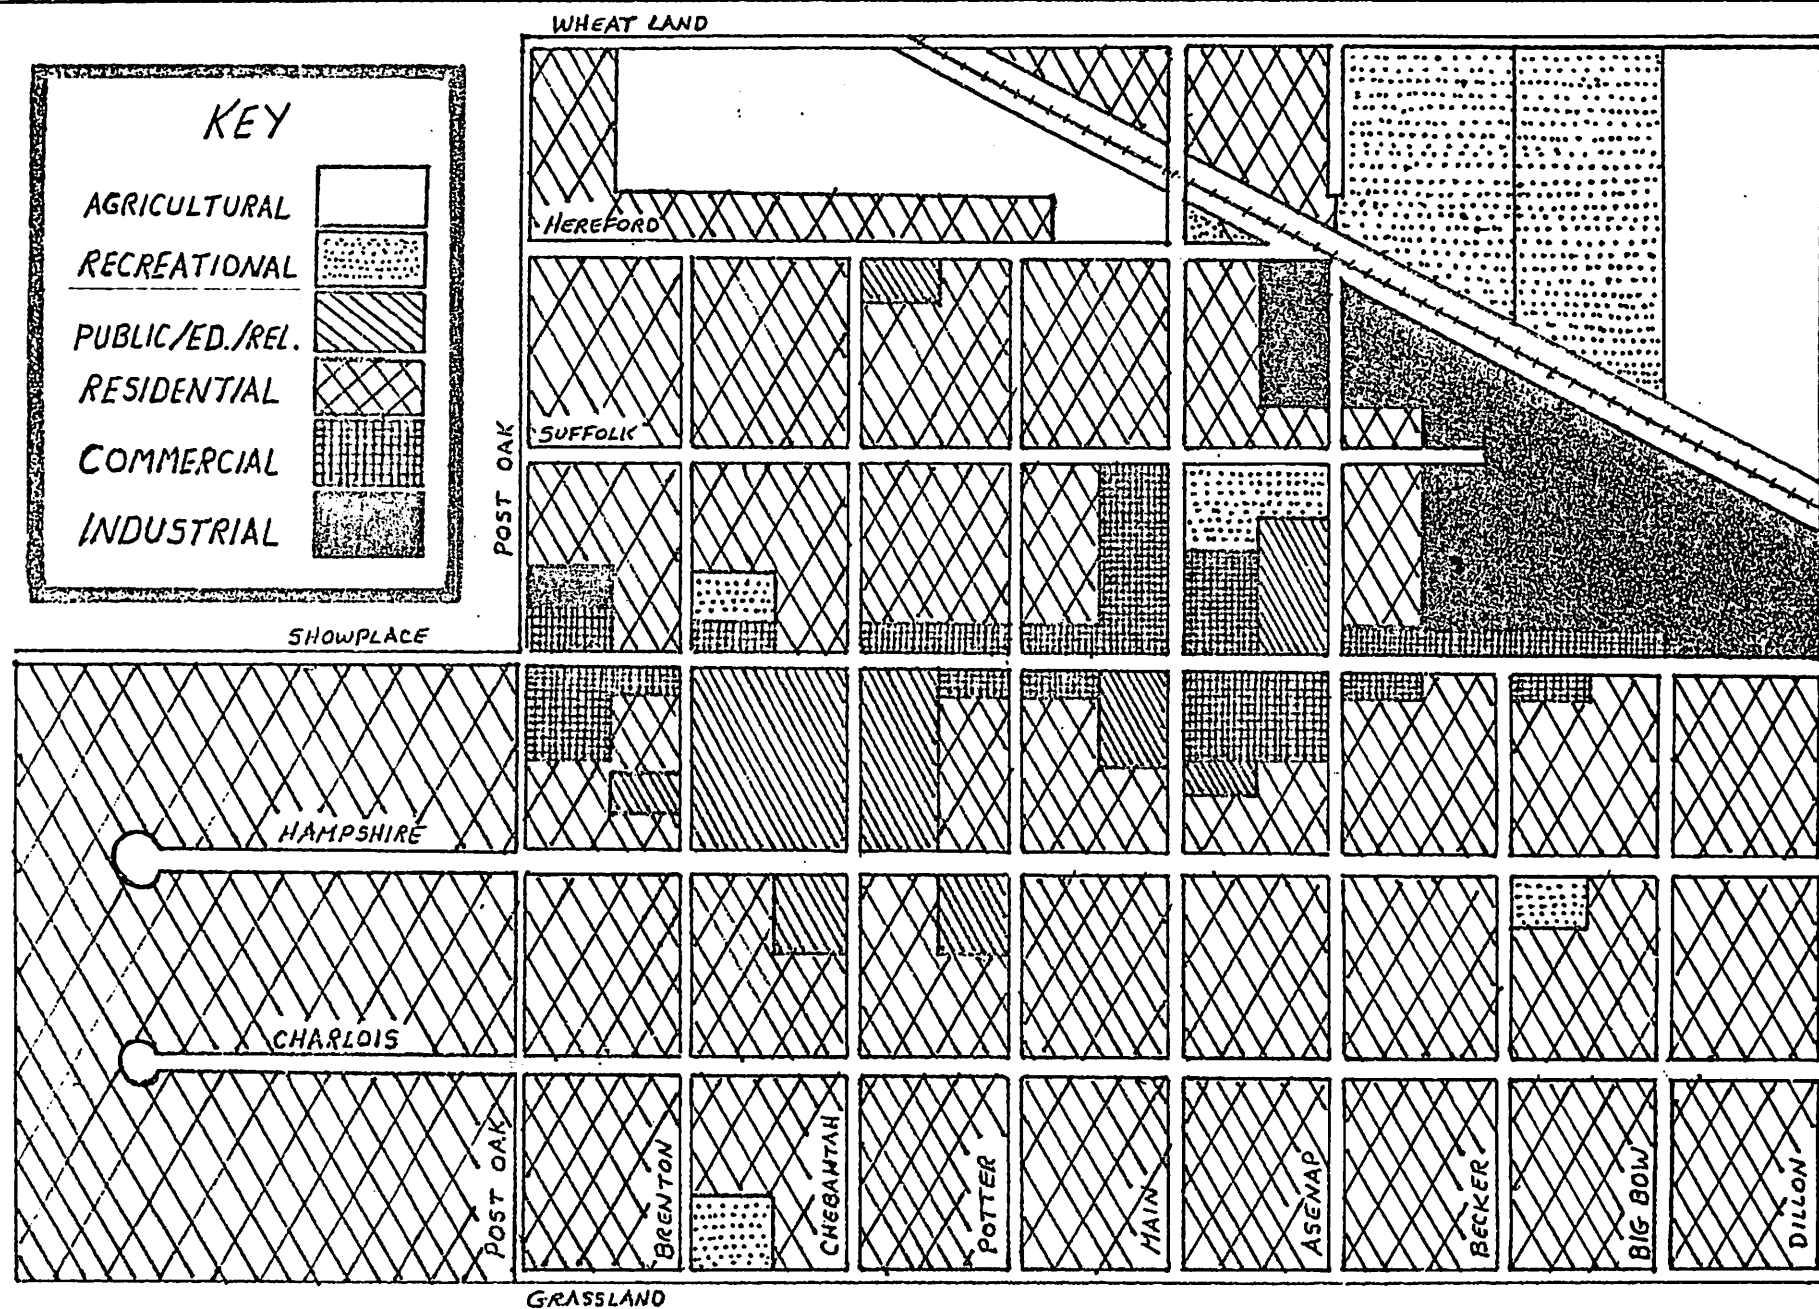 WHEAT LAND
KEY
AGRICULTURAL
RECREATIONAL
PUBLIC/ED./REL.
RESIDENTIAL
COMMERCIAL
INDUSTRIAL
HEREFORD
SUFFOLK
POST OAK
SHOWPLACE
HAMPSHIRE
CHARLOIS
POST OAK
BRENTON
CHEBAHTAH
POTTER
MAIN
ASENAP
BECKER
BIG BOW
DILLON
GRASSLAND